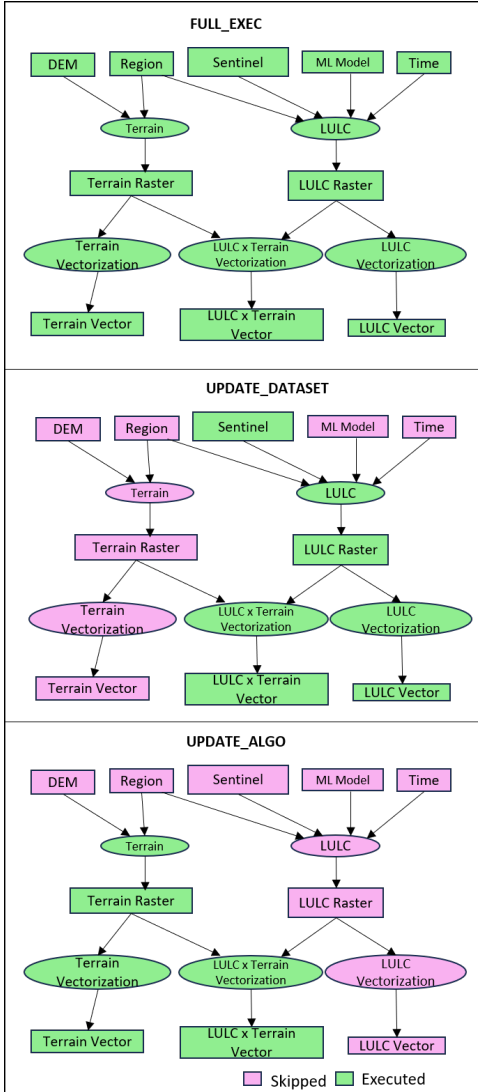 FULL_EXEC
DEM
Region
Sentinel
ML Model
Time
Terrain
LULC
Terrain Raster
LULC Raster
Terrain
Vectorization
LULC x Terrain
Vectorization
LULC
Vectorization
Terrain Vector
LULC x Terrain
Vector
LULC Vector
UPDATE_DATASET
DEM
Region
Sentinel
ML Model
Time
Terrain
LULC
Terrain Raster
LULC Raster
Terrain
Vectorization
LULC x Terrain
Vectorization
LULC
Vectorization
Terrain Vector
LULC x Terrain
Vector
LULC Vector
UPDATE_ALGO
DEM
Region
Sentinel
ML Model
Time
Terrain
LULC
Terrain Raster
LULC Raster
Terrain
Vectorization
LULC x Terrain
Vectorization
LULC
Vectorization
Terrain Vector
LULC x Terrain
Vector
LULC Vector
Skipped
Executed